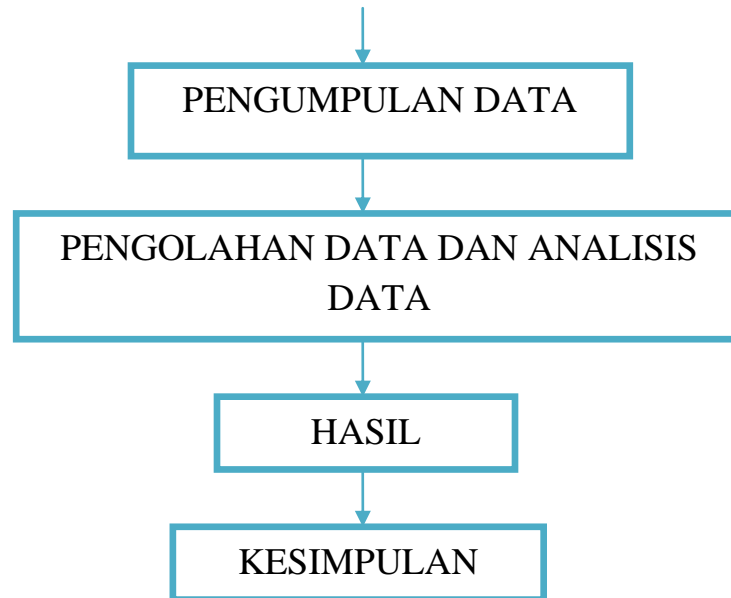 PENGUMPULAN DATA
PENGOLAHAN DATA DAN ANALISIS
DATA
HASIL
KESIMPULAN